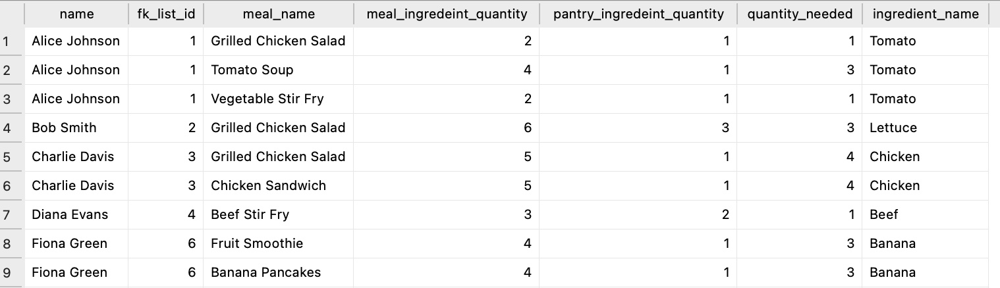 name fk_list_id meal_name meal_ingredeint_quantity pantry_ingredeint_quantity quantity_needed ingredient_name
1 Alice Johnson 1 Grilled Chicken Salad 2 1 1 Tomato
2 Alice Johnson 1 Tomato Soup 4 1 3 Tomato
3 Alice Johnson 1 Vegetable Stir Fry 2 1 1 Tomato
4 Bob Smith 2 Grilled Chicken Salad 6 3 3 Lettuce
5 Charlie Davis 3 Grilled Chicken Salad 5 1 4 Chicken
6 Charlie Davis 3 Chicken Sandwich 5 1 4 Chicken
7 Diana Evans 4 Beef Stir Fry 3 2 1 Beef
8 Fiona Green 6 Fruit Smoothie 4 1 3 Banana
9 Fiona Green 6 Banana Pancakes 4 1 3 Banana